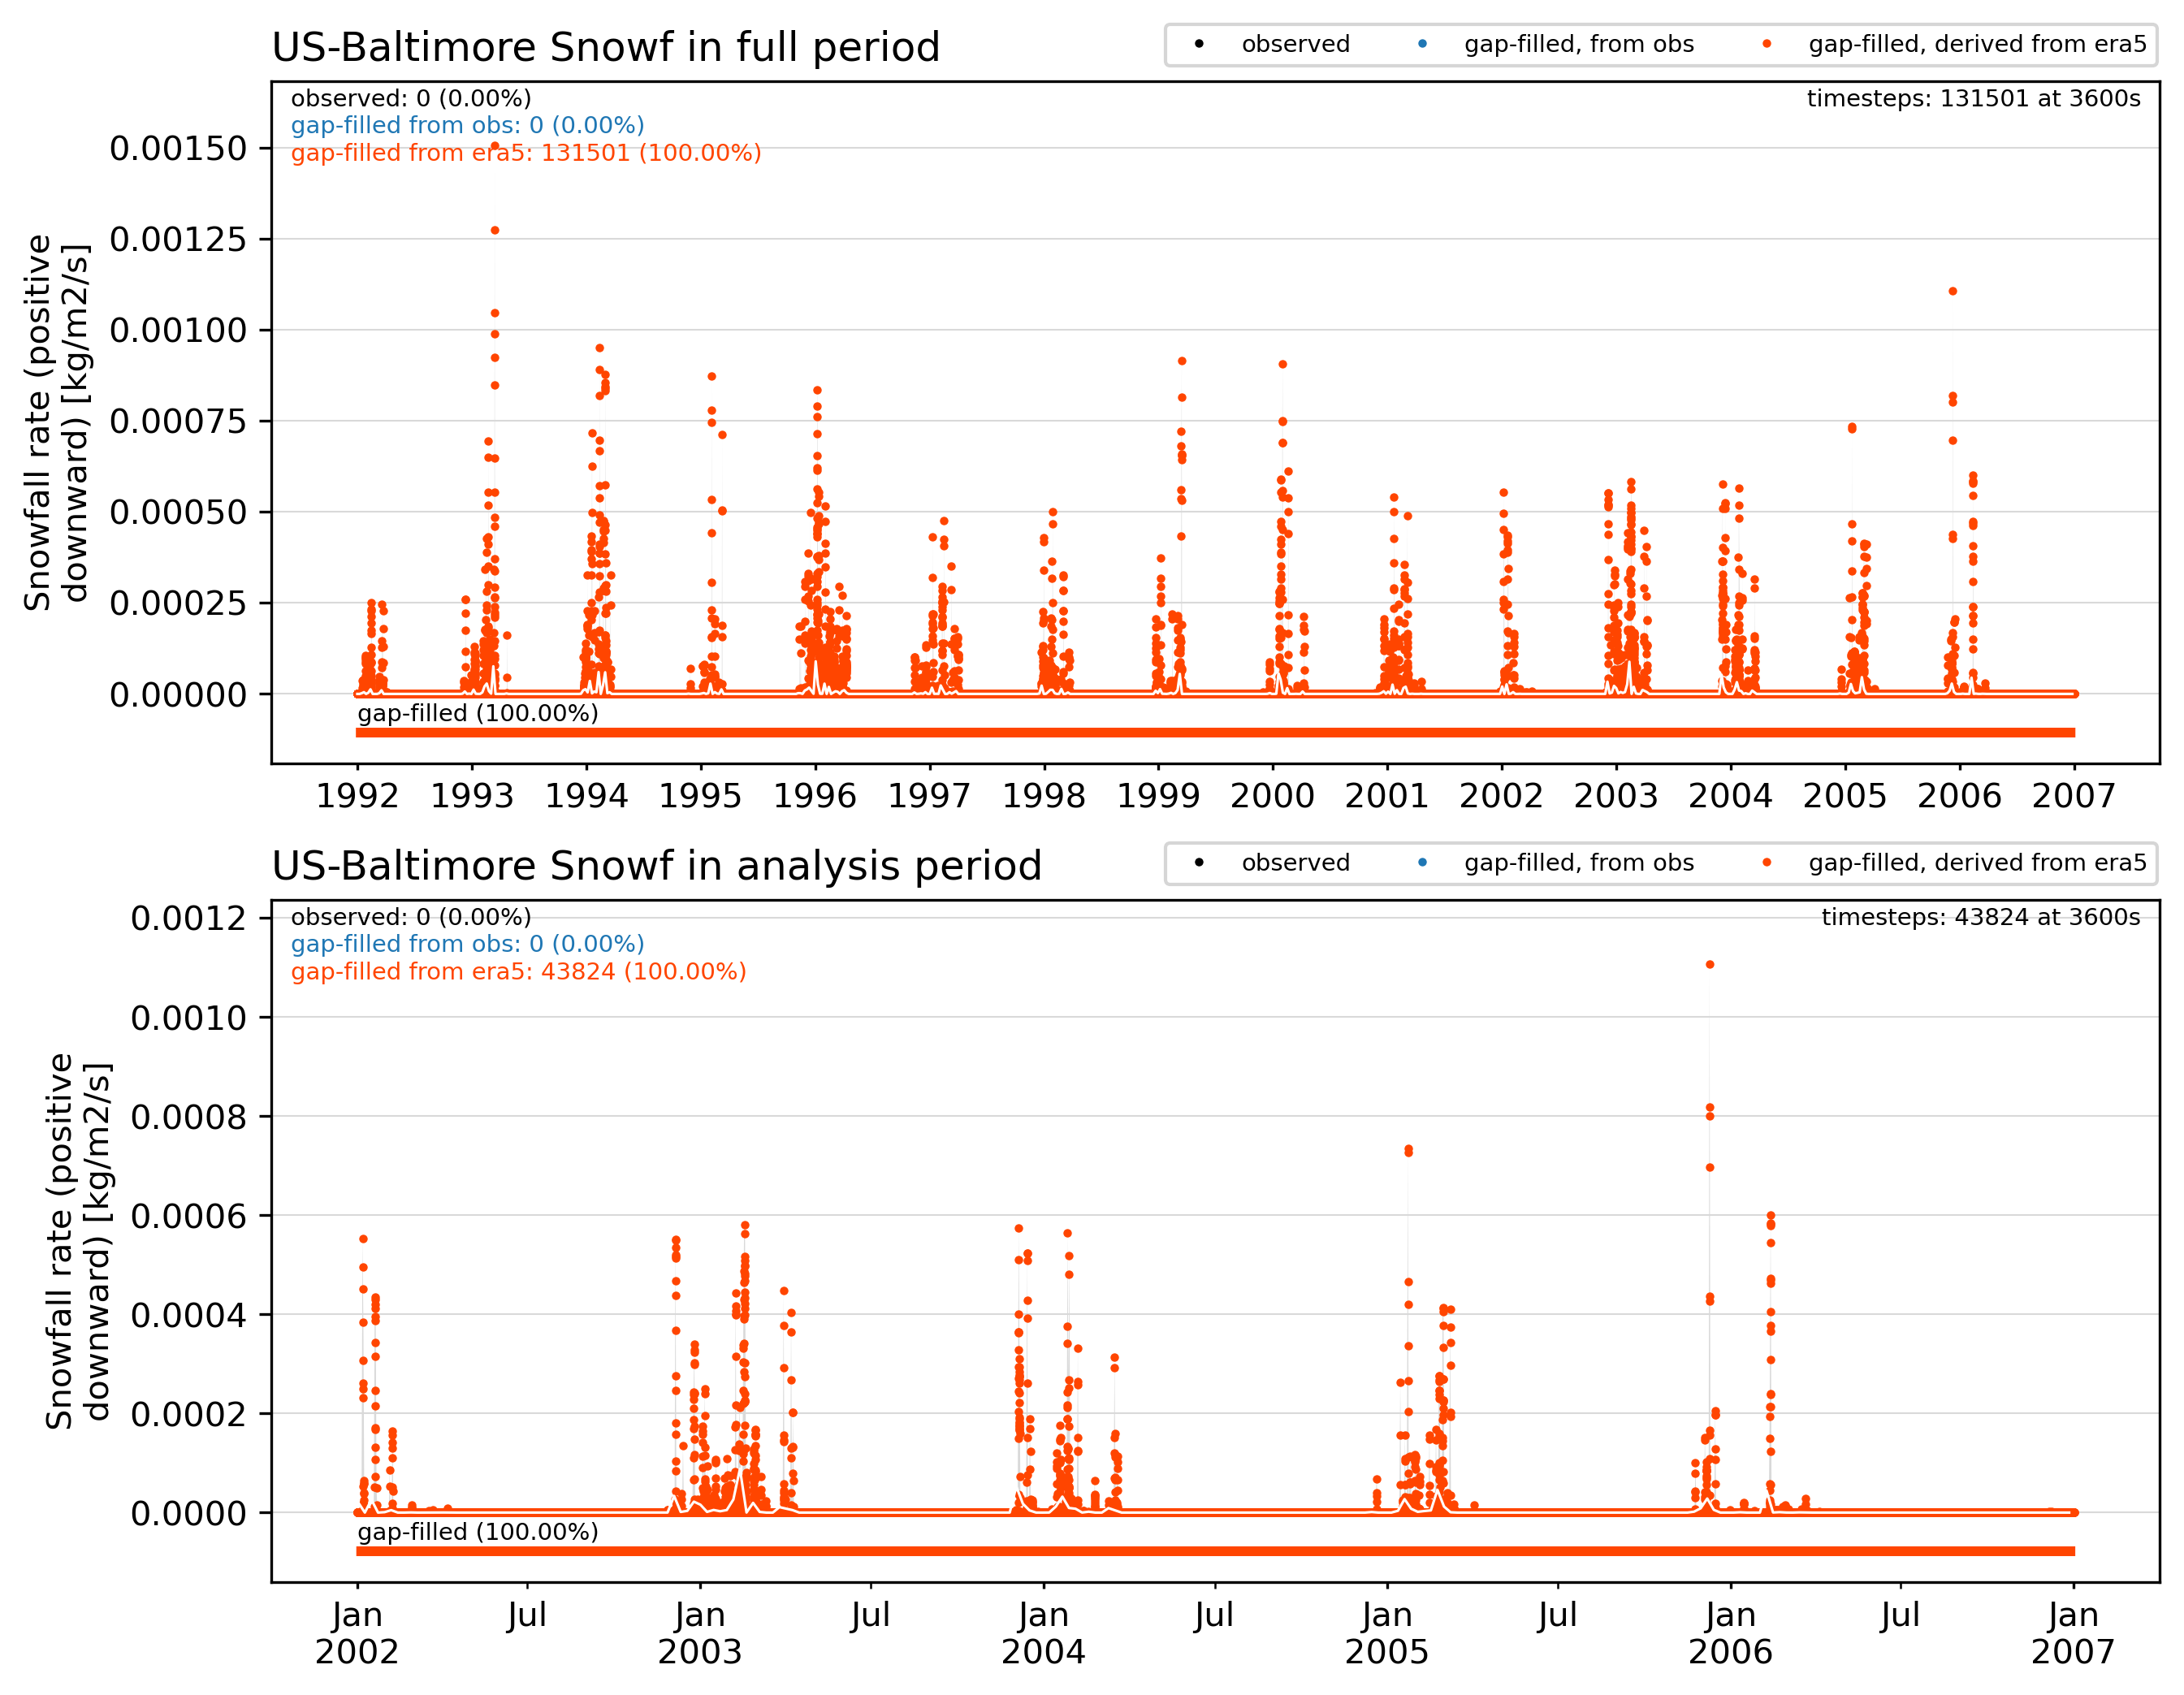 US-Baltimore Snowf in full period
observed
gap-filled, from obs
gap-filled, derived from era5
observed: 0 (0.00%)
gap-filled from obs: 0 (0.00%)
gap-filled from era5: 131501 (100.00%)
timesteps: 131501 at 3600s
Snowfall rate (positive
downward) [kg/m2/s]
0.00150
0.00125
0.00100
0.00075
0.00050
0.00025
0.00000
gap-filled (100.00%)
1992 1993 1994 1995 1996 1997 1998 1999 2000 2001 2002 2003 2004 2005 2006 2007
US-Baltimore Snowf in analysis period
observed
gap-filled, from obs
gap-filled, derived from era5
observed: 0 (0.00%)
gap-filled from obs: 0 (0.00%)
gap-filled from era5: 43824 (100.00%)
timesteps: 43824 at 3600s
Snowfall rate (positive
downward) [kg/m2/s]
0.0012
0.0010
0.0008
0.0006
0.0004
0.0002
0.0000
gap-filled (100.00%)
Jan Jul Jan Jul Jan Jul Jan Jul Jan Jul Jan
2002 2003 2004 2005 2006 2007